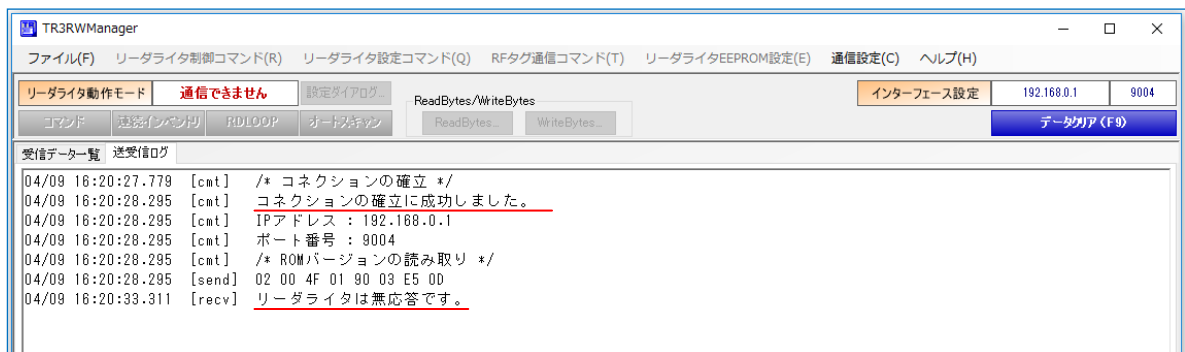 TR3RWManager
ファイル(F) リーダライタ制御コマンド(R) リーダライタ設定コマンド(Q) RFタグ通信コマンド(T) リーダライタEEPROM設定(E) 通信設定(C) ヘルプ(H)
リーダライタ動作モード 通信できません 設定ダイアログ... ReadBytes/WriteBytes インターフェース設定 192.168.0.1 9004
コマンド 連続インベントリ RDLOOP オートスキャン ReadBytes... WriteBytes... データクリア (F9)
受信データ一覧 送受信ログ
04/09 16:20:27.779 [cmt] /* コネクションの確立 */
04/09 16:20:28.295 [cmt] コネクションの確立に成功しました。
04/09 16:20:28.295 [cmt] IPアドレス : 192.168.0.1
04/09 16:20:28.295 [cmt] ポート番号 : 9004
04/09 16:20:28.295 [cmt] /* ROMバージョンの読み取り */
04/09 16:20:28.295 [send] 02 00 4F 01 90 03 E5 0D
04/09 16:20:33.311 [recv] リーダライタは無応答です。